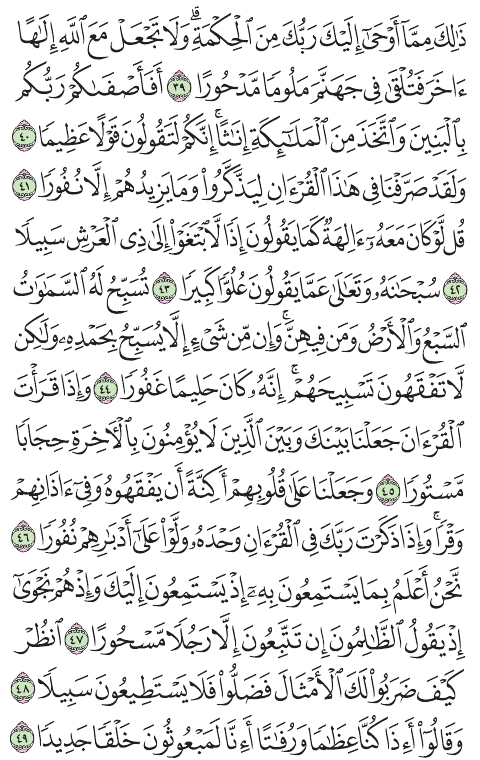 ذَٰلِكَ مِمَّآ أَوْحَىٰٓ إِلَيْكَ رَبُّكَ مِنَ ٱلْحِكْمَةِۗ وَلَا تَجْعَلْ مَعَ ٱللَّهِ إِلَٰهًا
ءَاخَرَ فَتُلْقَىٰ فِى جَهَنَّمَ مَلُومًا مَّدْحُورًا ٣٩ أَفَأَصْفَىٰكُمْ رَبُّكُم
بِٱلْبَنِينَ وَٱتَّخَذَ مِنَ ٱلْمَلَٰٓئِكَةِ إِنَٰثًاۚ إِنَّكُمْ لَتَقُولُونَ قَوْلًا عَظِيمًا ٤٠
وَلَقَدْ صَرَّفْنَا فِى هَٰذَا ٱلْقُرْءَانِ لِيَذَّكَّرُوا۟ وَمَا يَزِيدُهُمْ إِلَّا نُفُورًا ٤١
قُل لَّوْ كَانَ مَعَهُۥٓ ءَالِهَةٌ كَمَا يَقُولُونَ إِذًا لَّٱبْتَغَوْا۟ إِلَىٰ ذِى ٱلْعَرْشِ سَبِيلًا
٤٢ سُبْحَٰنَهُۥ وَتَعَٰلَىٰ عَمَّا يَقُولُونَ عُلُوًّا كَبِيرًا ٤٣ تُسَبِّحُ لَهُ ٱلسَّمَٰوَٰتُ
ٱلسَّبْعُ وَٱلْأَرْضُ وَمَن فِيهِنَّۚ وَإِن مِّن شَىْءٍ إِلَّا يُسَبِّحُ بِحَمْدِهِۦ وَلَٰكِن
لَّا تَفْقَهُونَ تَسْبِيحَهُمْۗ إِنَّهُۥ كَانَ حَلِيمًا غَفُورًا ٤٤ وَإِذَا قَرَأْتَ
ٱلْقُرْءَانَ جَعَلْنَا بَيْنَكَ وَبَيْنَ ٱلَّذِينَ لَا يُؤْمِنُونَ بِٱلْءَاخِرَةِ حِجَابًا
مَّسْتُورًا ٤٥ وَجَعَلْنَا عَلَىٰ قُلُوبِهِمْ أَكِنَّةً أَن يَفْقَهُوهُ وَفِىٓ ءَاذَانِهِمْ
وَقْرًاۚ وَإِذَا ذَكَرْتَ رَبَّكَ فِى ٱلْقُرْءَانِ وَحْدَهُۥ وَلَّوْا۟ عَلَىٰٓ أَدْبَٰرِهِمْ نُفُورًا ٤٦
نَّحْنُ أَعْلَمُ بِمَا يَسْتَمِعُونَ بِهِۦٓ إِذْ يَسْتَمِعُونَ إِلَيْكَ وَإِذْ هُمْ نَجْوَىٰٓ
إِذْ يَقُولُ ٱلظَّٰلِمُونَ إِن تَتَّبِعُونَ إِلَّا رَجُلًا مَّسْحُورًا ٤٧ ٱنظُرْ
كَيْفَ ضَرَبُوا۟ لَكَ ٱلْأَمْثَالَ فَضَلُّوا۟ فَلَا يَسْتَطِيعُونَ سَبِيلًا ٤٨
وَقَالُوٓا۟ أَءِذَا كُنَّا عِظَٰمًا وَرُفَٰتًا أَءِنَّا لَمَبْعُوثُونَ خَلْقًا جَدِيدًا ٤٩